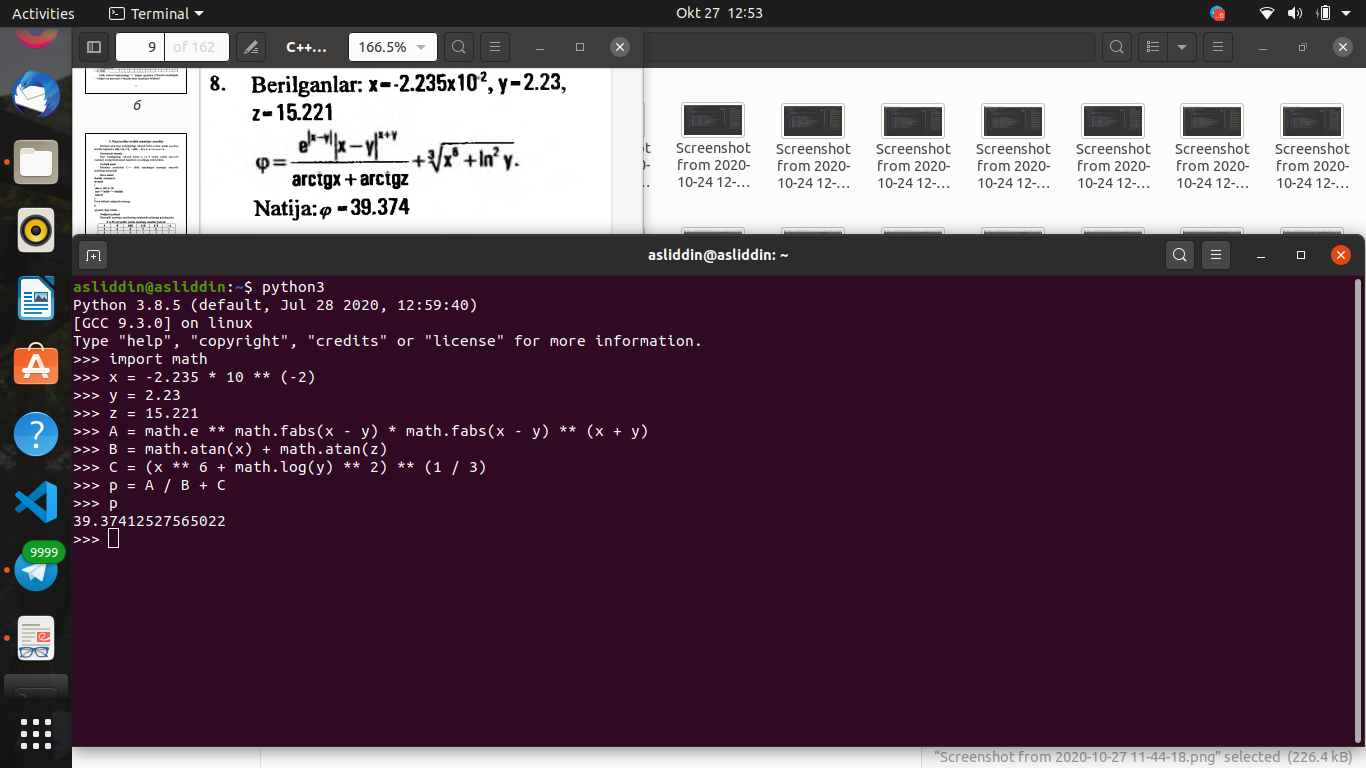 Activities
Terminal
Okt 27 12:53
9
of 162
C++...
166.5%
6
8. Berilganlar: x=-2.235x10⁻², y=2.23,
z=15.221
φ= e^|x-y||x-y|^x+y / arctgx + arctgz + ³√x⁶+ln²y.
Natija: φ = 39.374
Screenshot from 2020-10-24 12-...
Screenshot from 2020-10-24 12-...
Screenshot from 2020-10-24 12-...
Screenshot from 2020-10-24 12-...
Screenshot from 2020-10-24 12-...
Screenshot from 2020-10-24 12-...
Screenshot from 2020-10-24 12-...
asliddin@asliddin: ~
asliddin@asliddin:~$ python3
Python 3.8.5 (default, Jul 28 2020, 12:59:40)
[GCC 9.3.0] on linux
Type "help", "copyright", "credits" or "license" for more information.
>>> import math
>>> x = -2.235 * 10 ** (-2)
>>> y = 2.23
>>> z = 15.221
>>> A = math.e ** math.fabs(x - y) * math.fabs(x - y) ** (x + y)
>>> B = math.atan(x) + math.atan(z)
>>> C = (x ** 6 + math.log(y) ** 2) ** (1 / 3)
>>> p = A / B + C
>>> p
39.37412527565022
>>>
9999
“Screenshot from 2020-10-27 11-44-18.png” selected (226.4 kB)